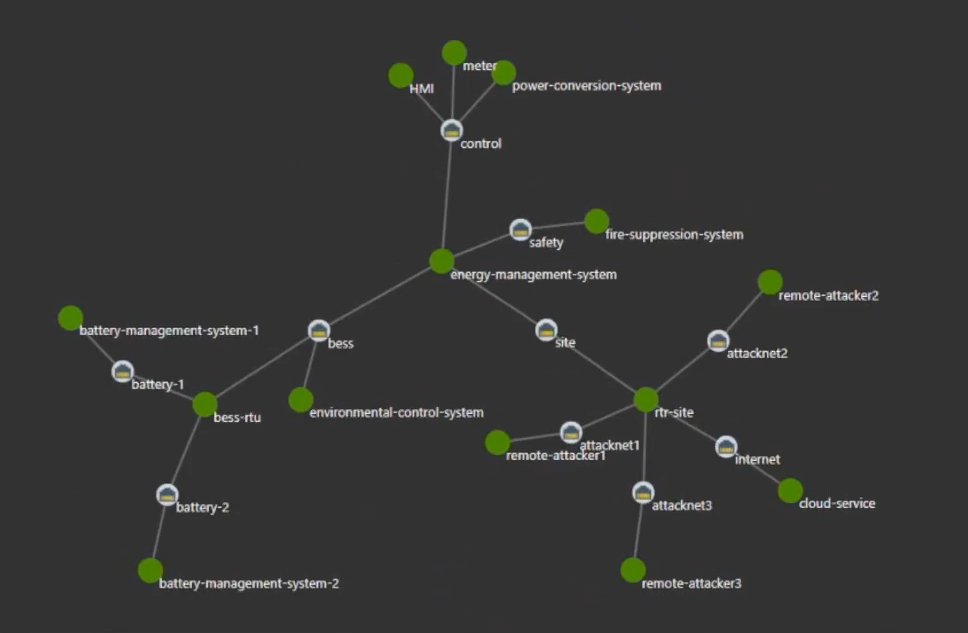 meter
HMI
power-conversion-system
control
safety
fire-suppression-system
energy-management-system
remote-attacker2
battery-management-system-1
bess
site
attacknet2
battery-1
bess-rtu
environmental-control-system
rtr-site
attacknet1
remote-attacker1
internet
battery-2
attacknet3
cloud-service
battery-management-system-2
remote-attacker3